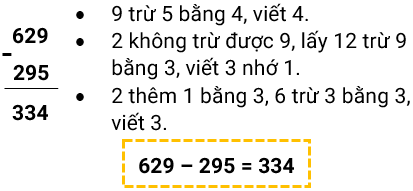 629
-
295
334
• 9 trừ 5 bằng 4, viết 4.
• 2 không trừ được 9, lấy 12 trừ 9
bằng 3, viết 3 nhớ 1.
• 2 thêm 1 bằng 3, 6 trừ 3 bằng 3,
viết 3.
629 – 295 = 334